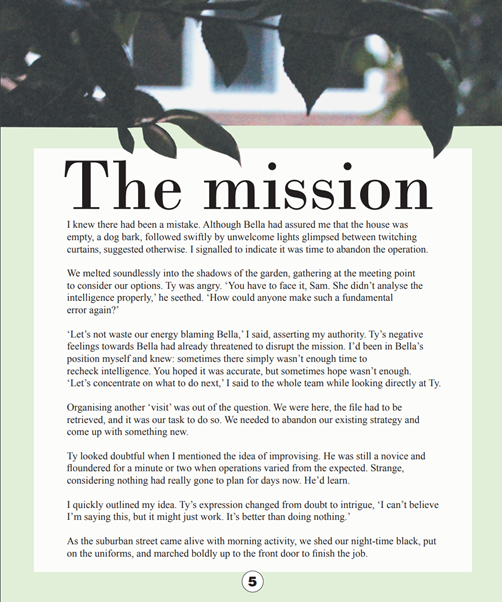 The mission
I knew there had been a mistake. Although Bella had assured me that the house was
empty, a dog bark, followed swiftly by unwelcome lights glimpsed between twitching
curtains, suggested otherwise. I signalled to indicate it was time to abandon the operation.
We melted soundlessly into the shadows of the garden, gathering at the meeting point
to consider our options. Ty was angry. ‘You have to face it, Sam. She didn’t analyse the
intelligence properly,’ he seethed. ‘How could anyone make such a fundamental
error again?’
‘Let’s not waste our energy blaming Bella,’ I said, asserting my authority. Ty’s negative
feelings towards Bella had already threatened to disrupt the mission. I’d been in Bella’s
position myself and knew: sometimes there simply wasn’t enough time to
recheck intelligence. You hoped it was accurate, but sometimes hope wasn’t enough.
‘Let’s concentrate on what to do next,’ I said to the whole team while looking directly at Ty.
Organising another ‘visit’ was out of the question. We were here, the file had to be
retrieved, and it was our task to do so. We needed to abandon our existing strategy and
come up with something new.
Ty looked doubtful when I mentioned the idea of improvising. He was still a novice and
floundered for a minute or two when operations varied from the expected. Strange,
considering nothing had really gone to plan for days now. He’d learn.
I quickly outlined my idea. Ty’s expression changed from doubt to intrigue, ‘I can’t believe
I’m saying this, but it might just work. It’s better than doing nothing.’
As the suburban street came alive with morning activity, we shed our night-time black, put
on the uniforms, and marched boldly up to the front door to finish the job.
5